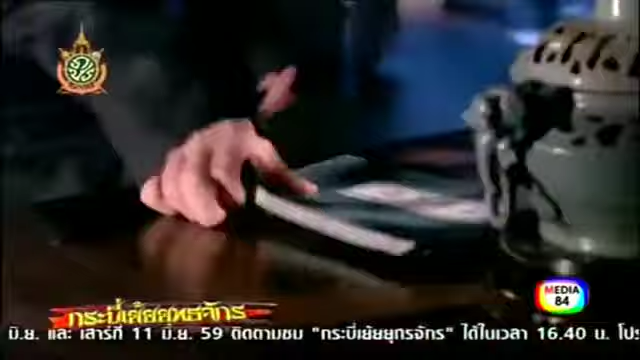 MEDIA
84
กระบี่เย้ยยุทธจักร
มิ.ย. และ เสาร์ที่ 11 มิ.ย. 59 ติดตามชม "กระบี่เย้ยยุทธจักร" ได้ในเวลา 16.40 น. โปร